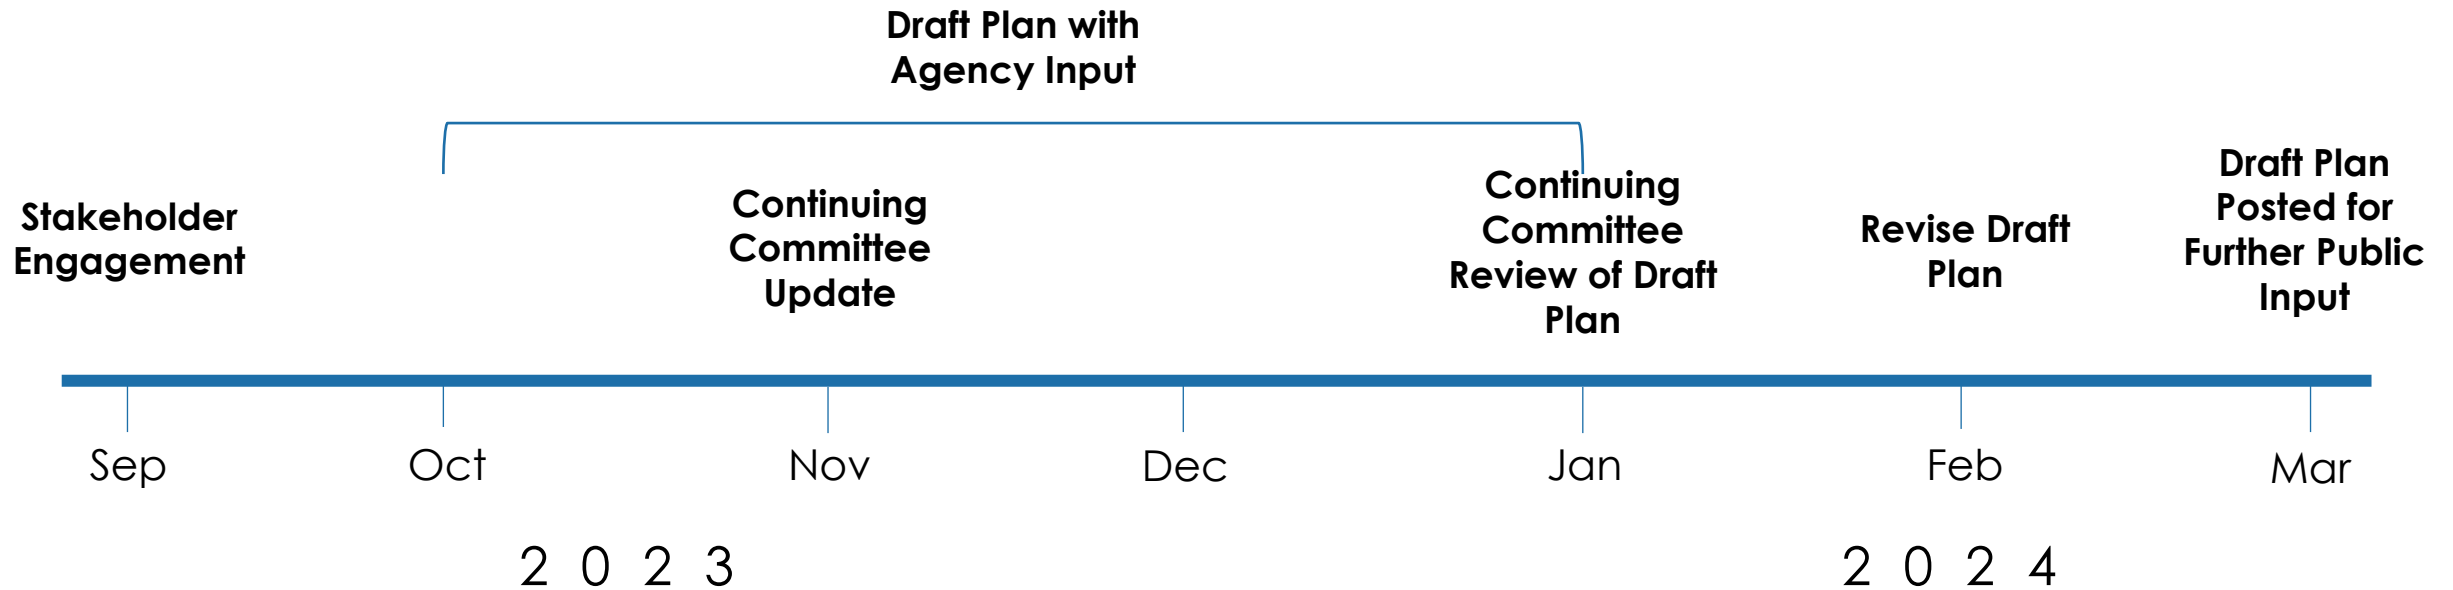 Draft Plan with
Agency Input
Stakeholder
Engagement
Continuing
Committee
Update
Continuing
Committee
Review of Draft
Plan
Revise Draft
Plan
Draft Plan
Posted for
Further Public
Input
Sep
Oct
Nov
Dec
Jan
Feb
Mar
2 0 2 3
2 0 2 4